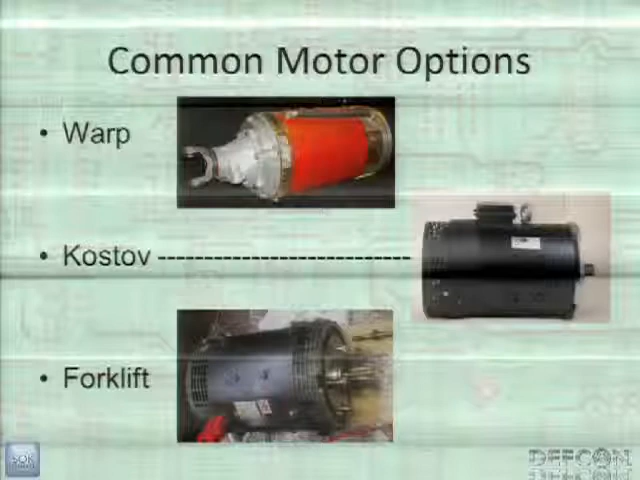 Common Motor Options
• Warp
• Kostov ---------------------------
• Forklift
DEFCON